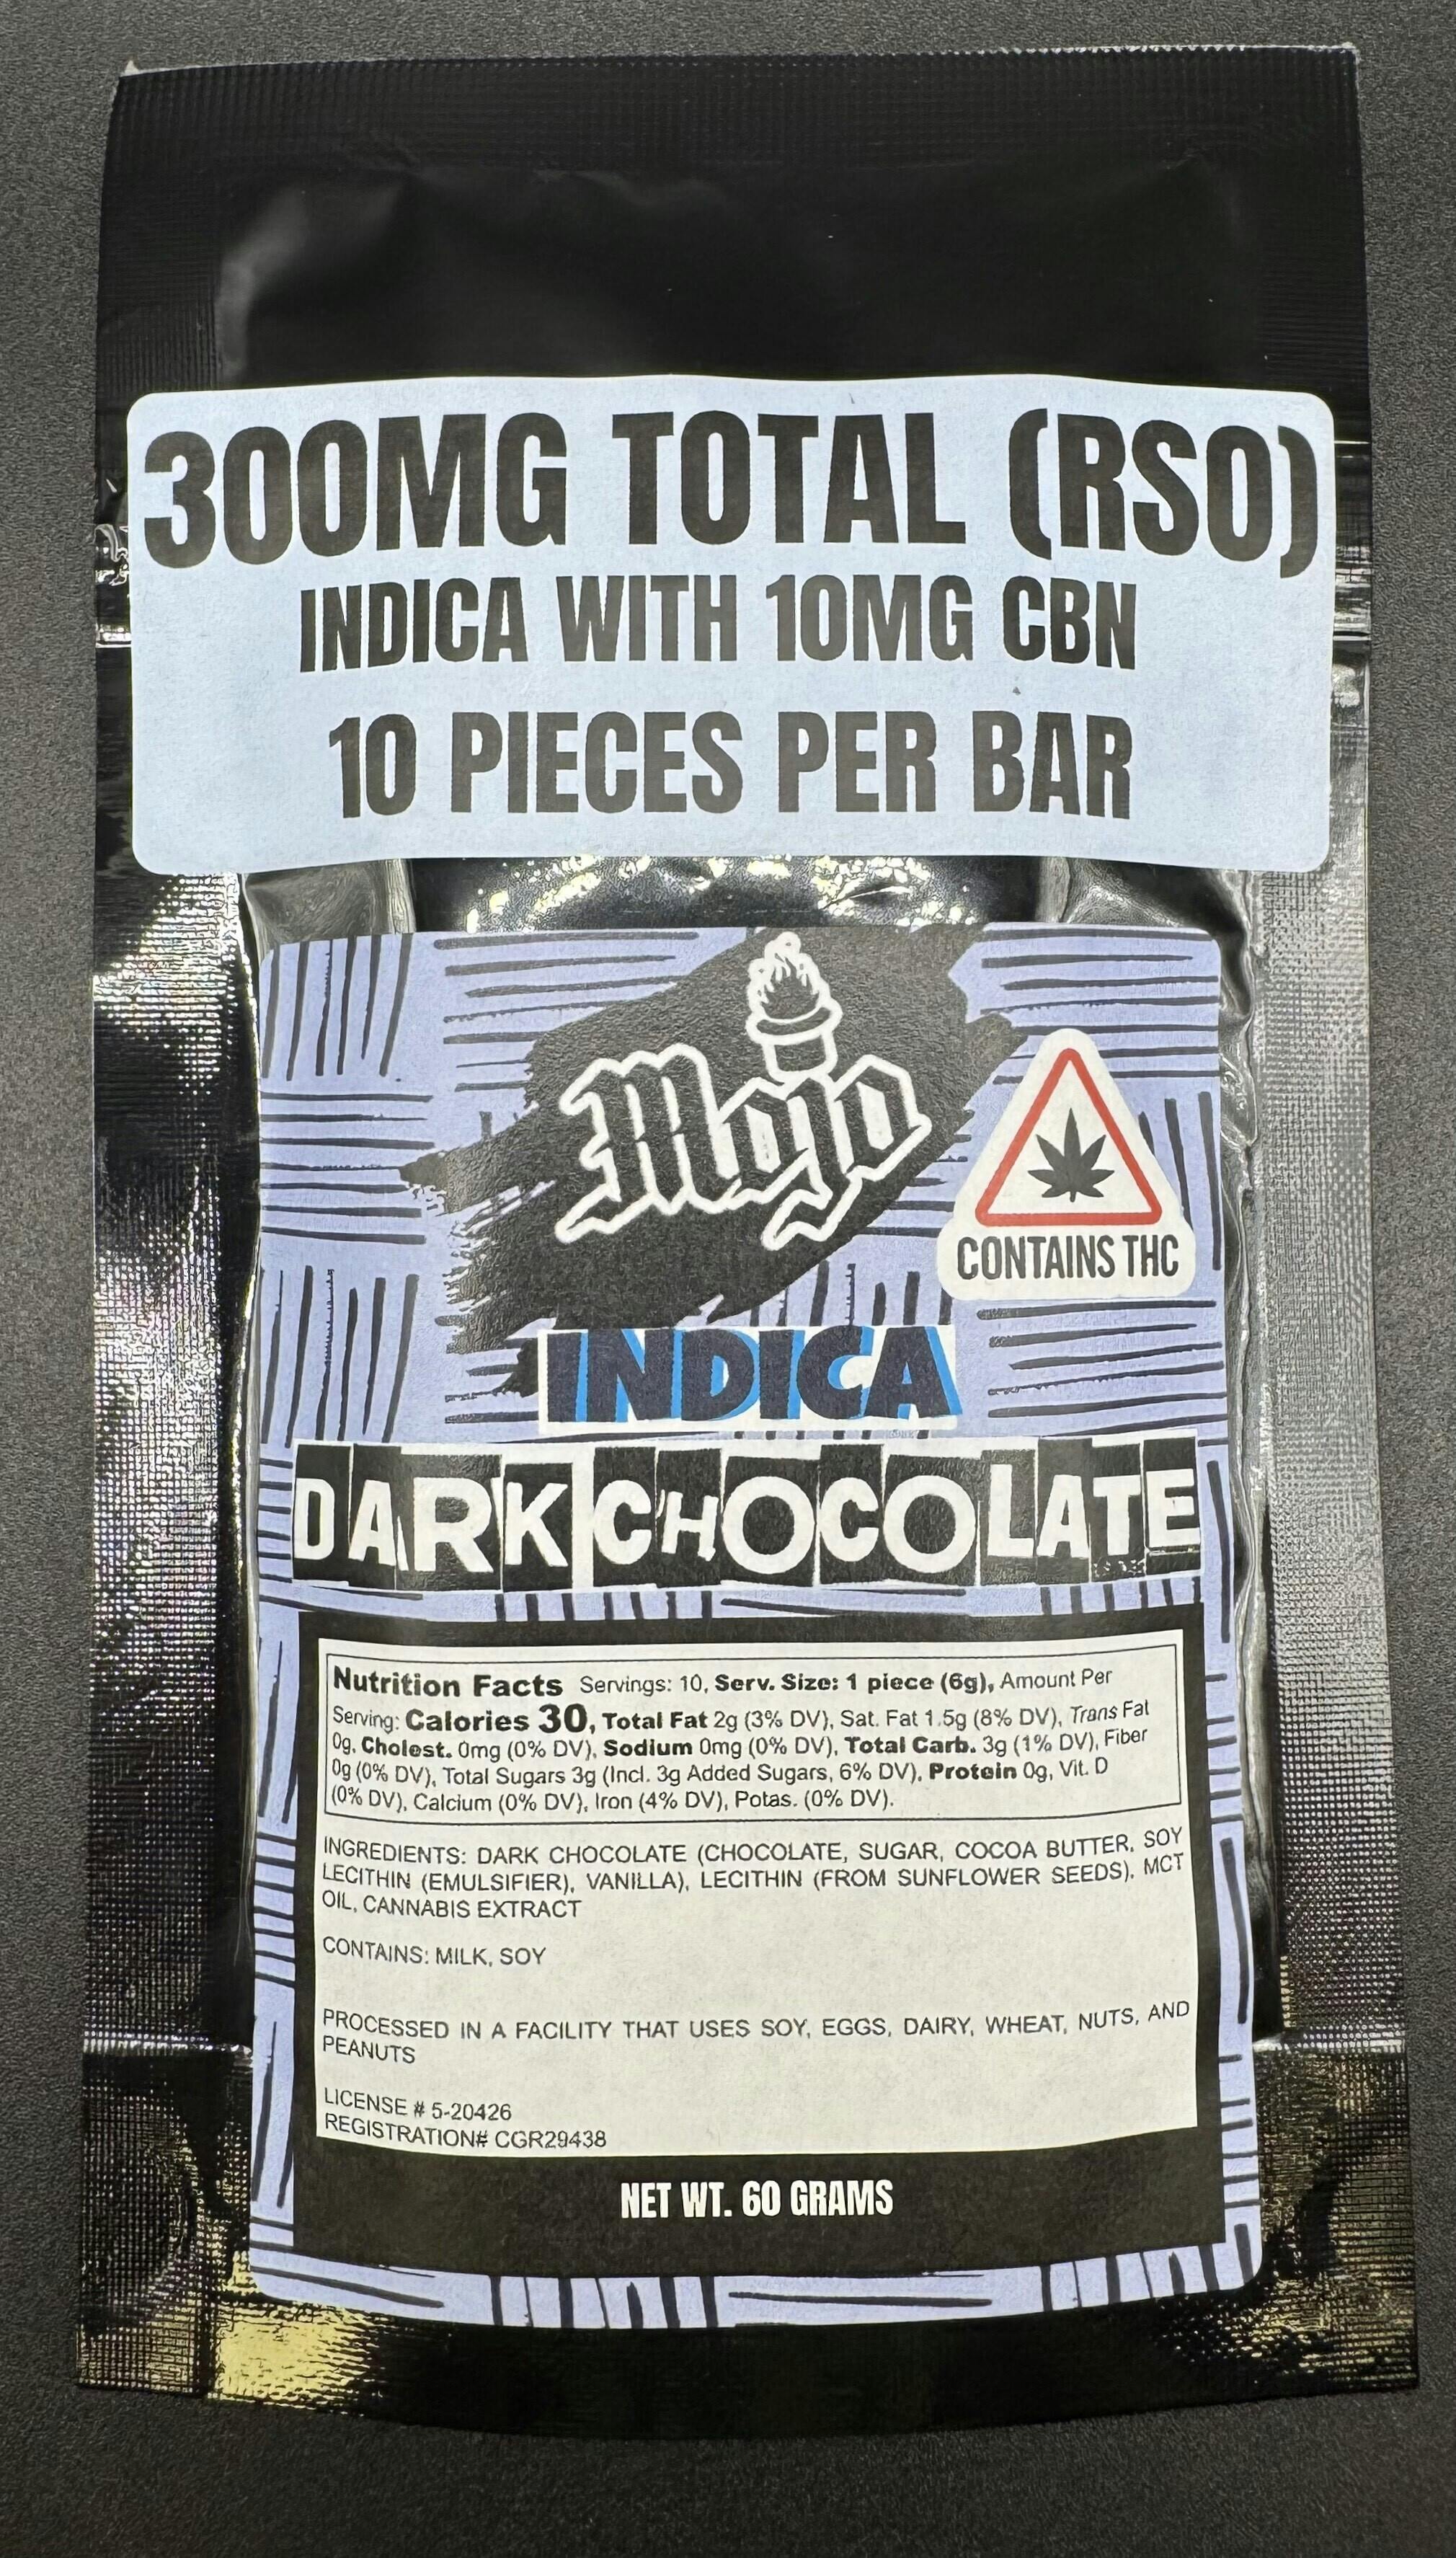 300MG TOTAL (RSO)
INDICA WITH 10MG CBN
10 PIECES PER BAR
Mojo
CONTAINS THC
INDICA
DARK CHOCOLATE
Nutrition Facts Servings: 10, Serv. Size: 1 piece (6g), Amount Per
Serving: Calories 30, Total Fat 2g (3% DV), Sat. Fat 1.5g (8% DV), Trans Fat
0g, Cholest. 0mg (0% DV), Sodium 0mg (0% DV), Total Carb. 3g (1% DV), Fiber
0g (0% DV), Total Sugars 3g (Incl. 3g Added Sugars, 6% DV), Protein 0g, Vit. D
(0% DV), Calcium (0% DV), Iron (4% DV), Potas. (0% DV).
INGREDIENTS: DARK CHOCOLATE (CHOCOLATE, SUGAR, COCOA BUTTER, SOY
LECITHIN (EMULSIFIER), VANILLA), LECITHIN (FROM SUNFLOWER SEEDS), MCT
OIL, CANNABIS EXTRACT
CONTAINS: MILK, SOY
PROCESSED IN A FACILITY THAT USES SOY, EGGS, DAIRY, WHEAT, NUTS, AND
PEANUTS
LICENSE # 5-20426
REGISTRATION# CGR29438
NET WT. 60 GRAMS